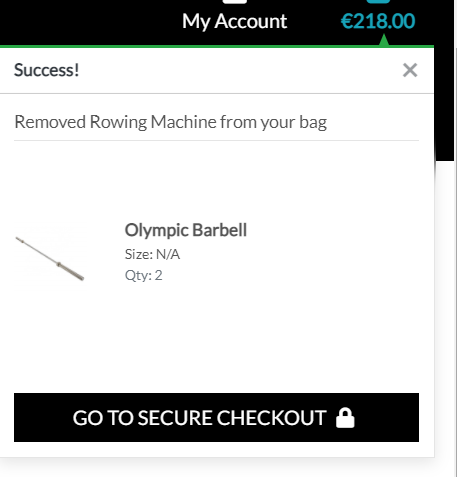 My Account
€218.00
Success!
Removed Rowing Machine from your bag
Olympic Barbell
Size: N/A
Qty: 2
GO TO SECURE CHECKOUT